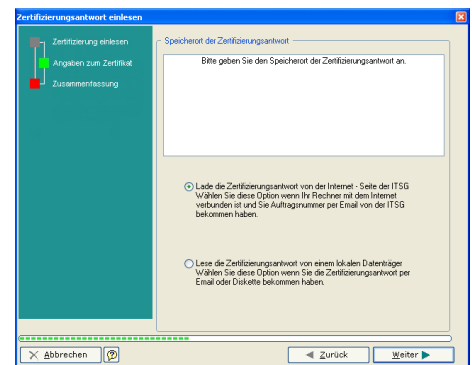 Zertifizierungsantwort einlesen
Zertifizierung einlesen
Angaben zum Zertifikat
Zusammenfassung
Speicherort der Zertifizierungsantwort
Bitte geben Sie den Speicherort der Zertifizierungsantwort an.
Lade die Zertifizierungsantwort von der Internet - Seite der ITSG
Wählen Sie diese Option wenn Ihr Rechner mit dem Internet
verbunden ist und Sie Auftragsnummer per Email von der ITSG
bekommen haben.
Lese die Zertifizierungsantwort von einem lokalen Datenträger
Wählen Sie diese Option wenn Sie die Zertifizierungsantwort per
Email oder Diskette bekommen haben.
Abbrechen
Zurück
Weiter